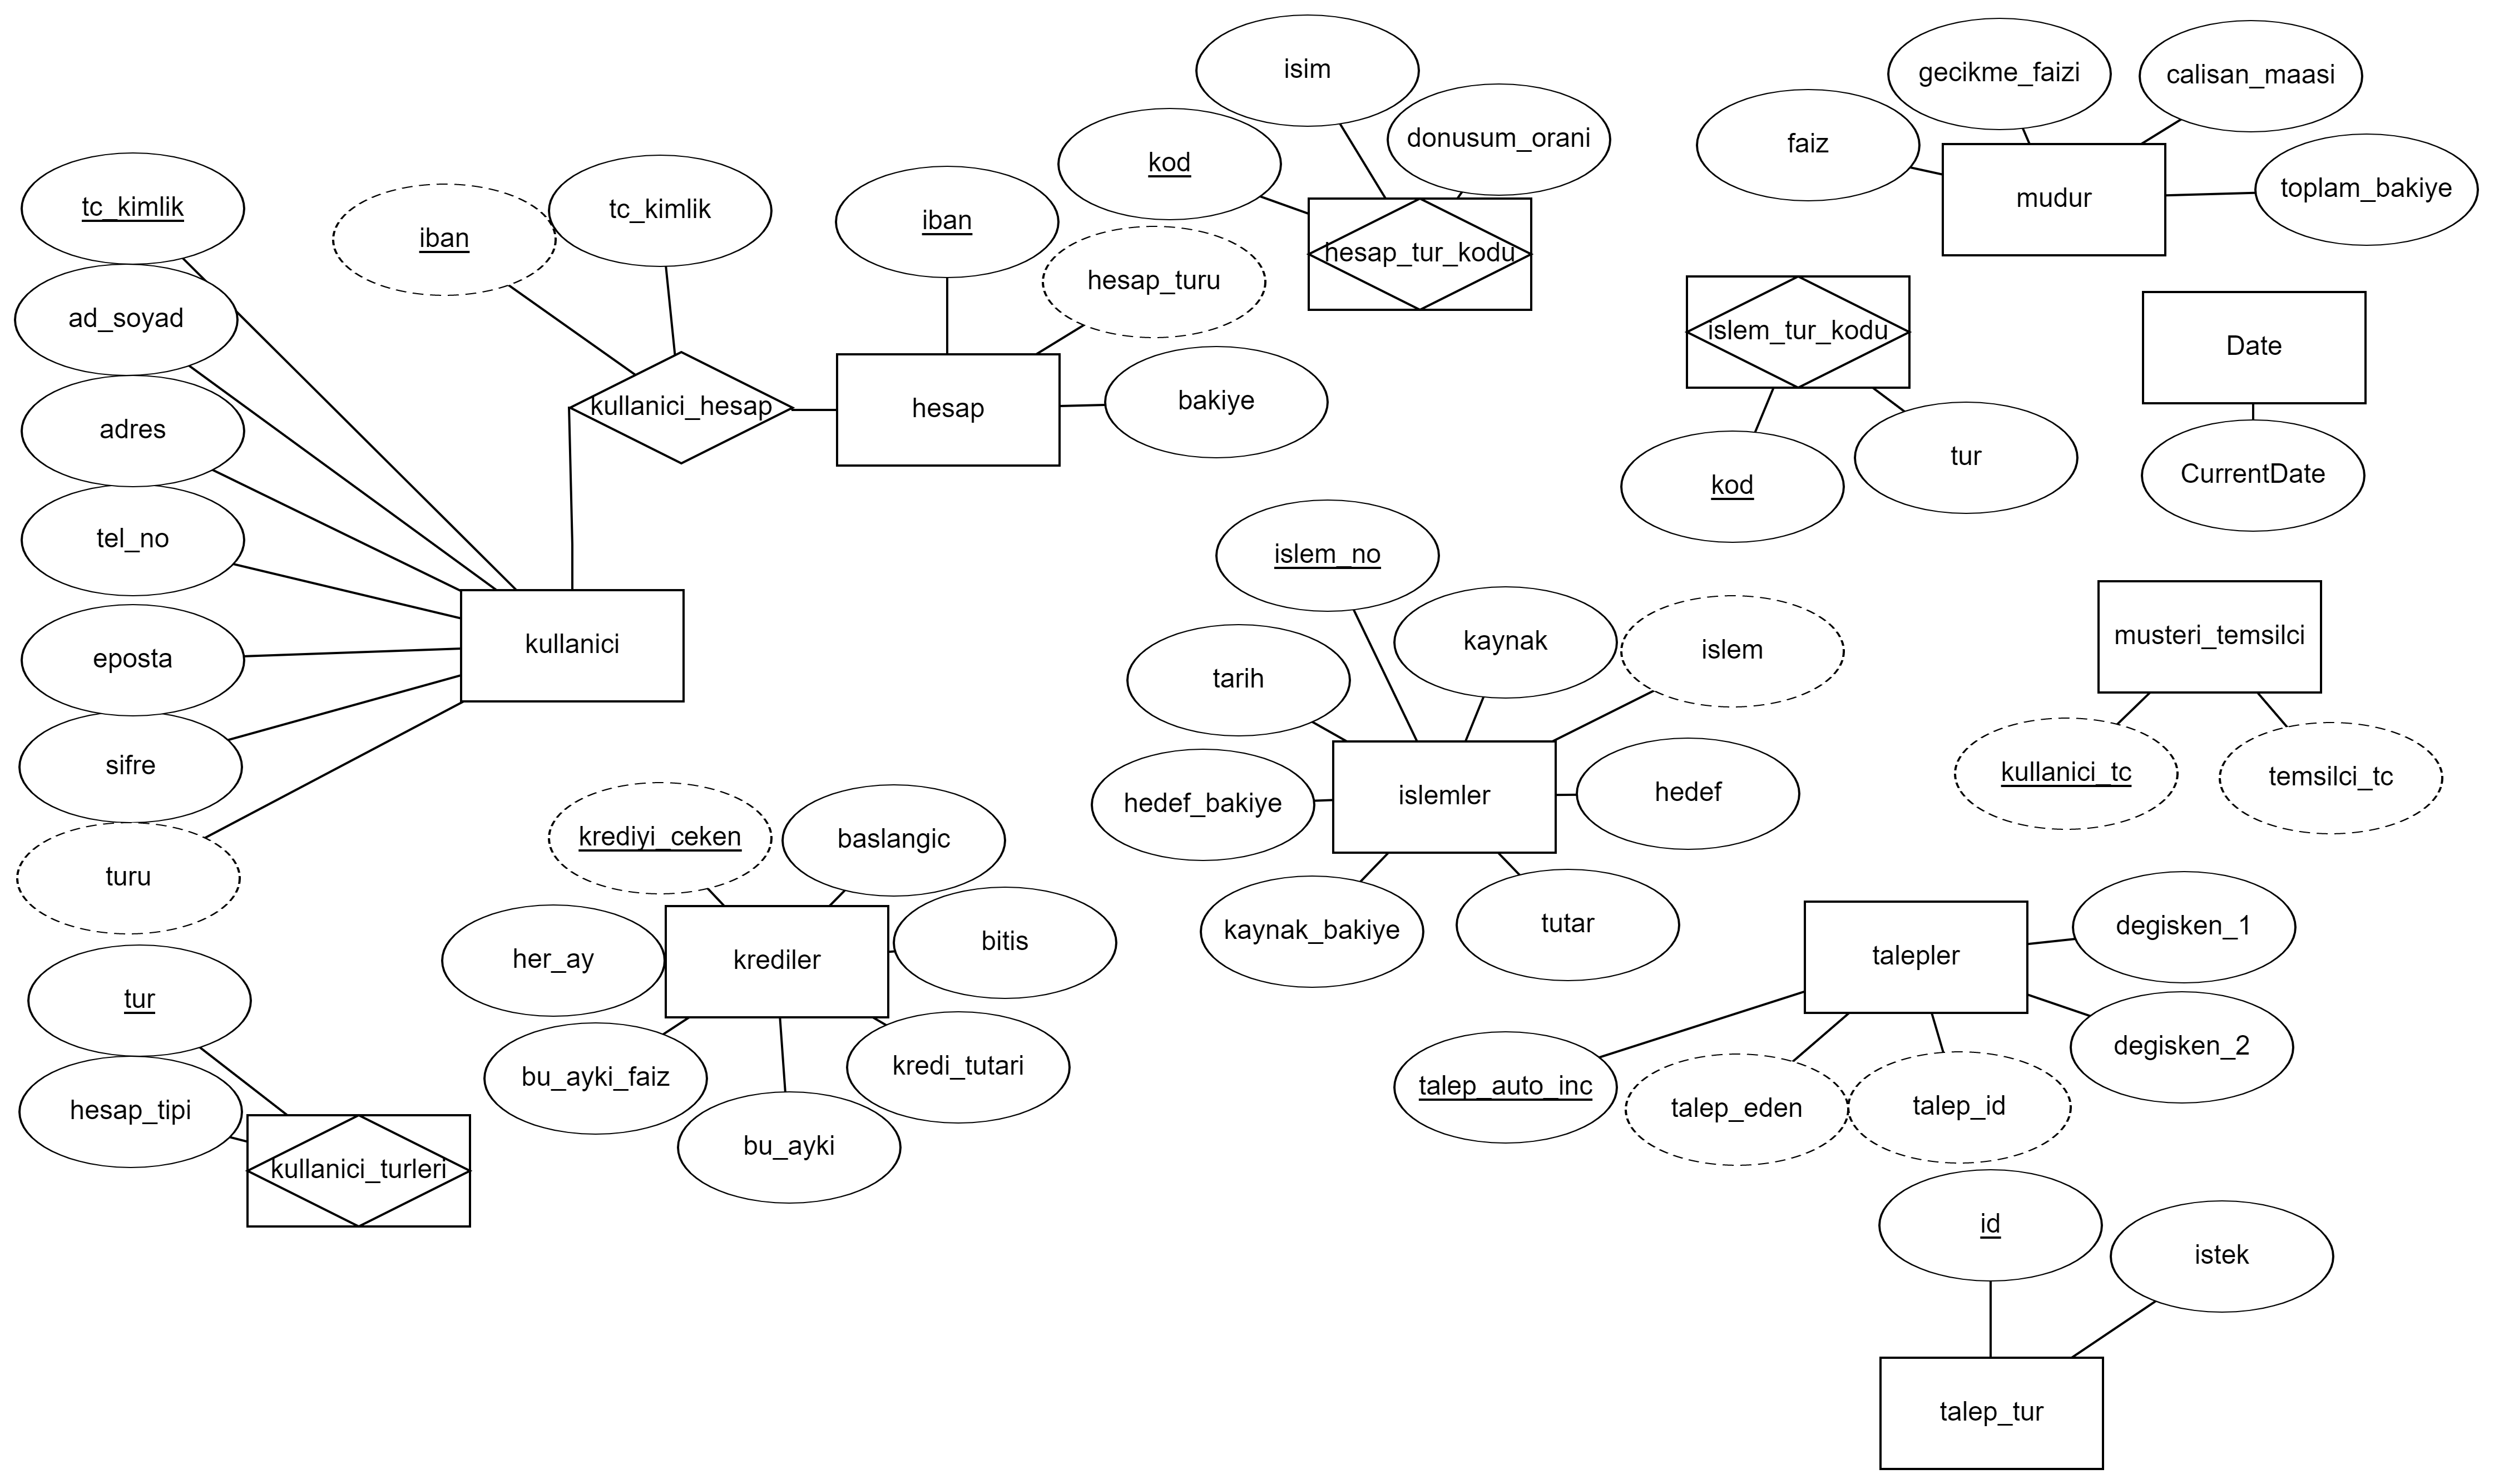 isim
gecikme_faizi
calisan_maasi
donusum_orani
faiz
kod
toplam_bakiye
mudur
tc_kimlik
tc_kimlik
iban
iban
hesap_tur_kodu
hesap_turu
ad_soyad
islem_tur_kodu
Date
bakiye
kullanici_hesap
hesap
adres
tur
CurrentDate
kod
tel_no
islem_no
kullanici
kaynak
islem
musteri_temsilci
eposta
tarih
sifre
hedef_bakiye
islemler
hedef
kullanici_tc
temsilci_tc
krediyi_ceken
baslangic
turu
kaynak_bakiye
tutar
degisken_1
bitis
talepler
her_ay
krediler
tur
degisken_2
bu_ayki_faiz
kredi_tutari
talep_auto_inc
talep_eden
talep_id
hesap_tipi
bu_ayki
kullanici_turleri
id
istek
talep_tur